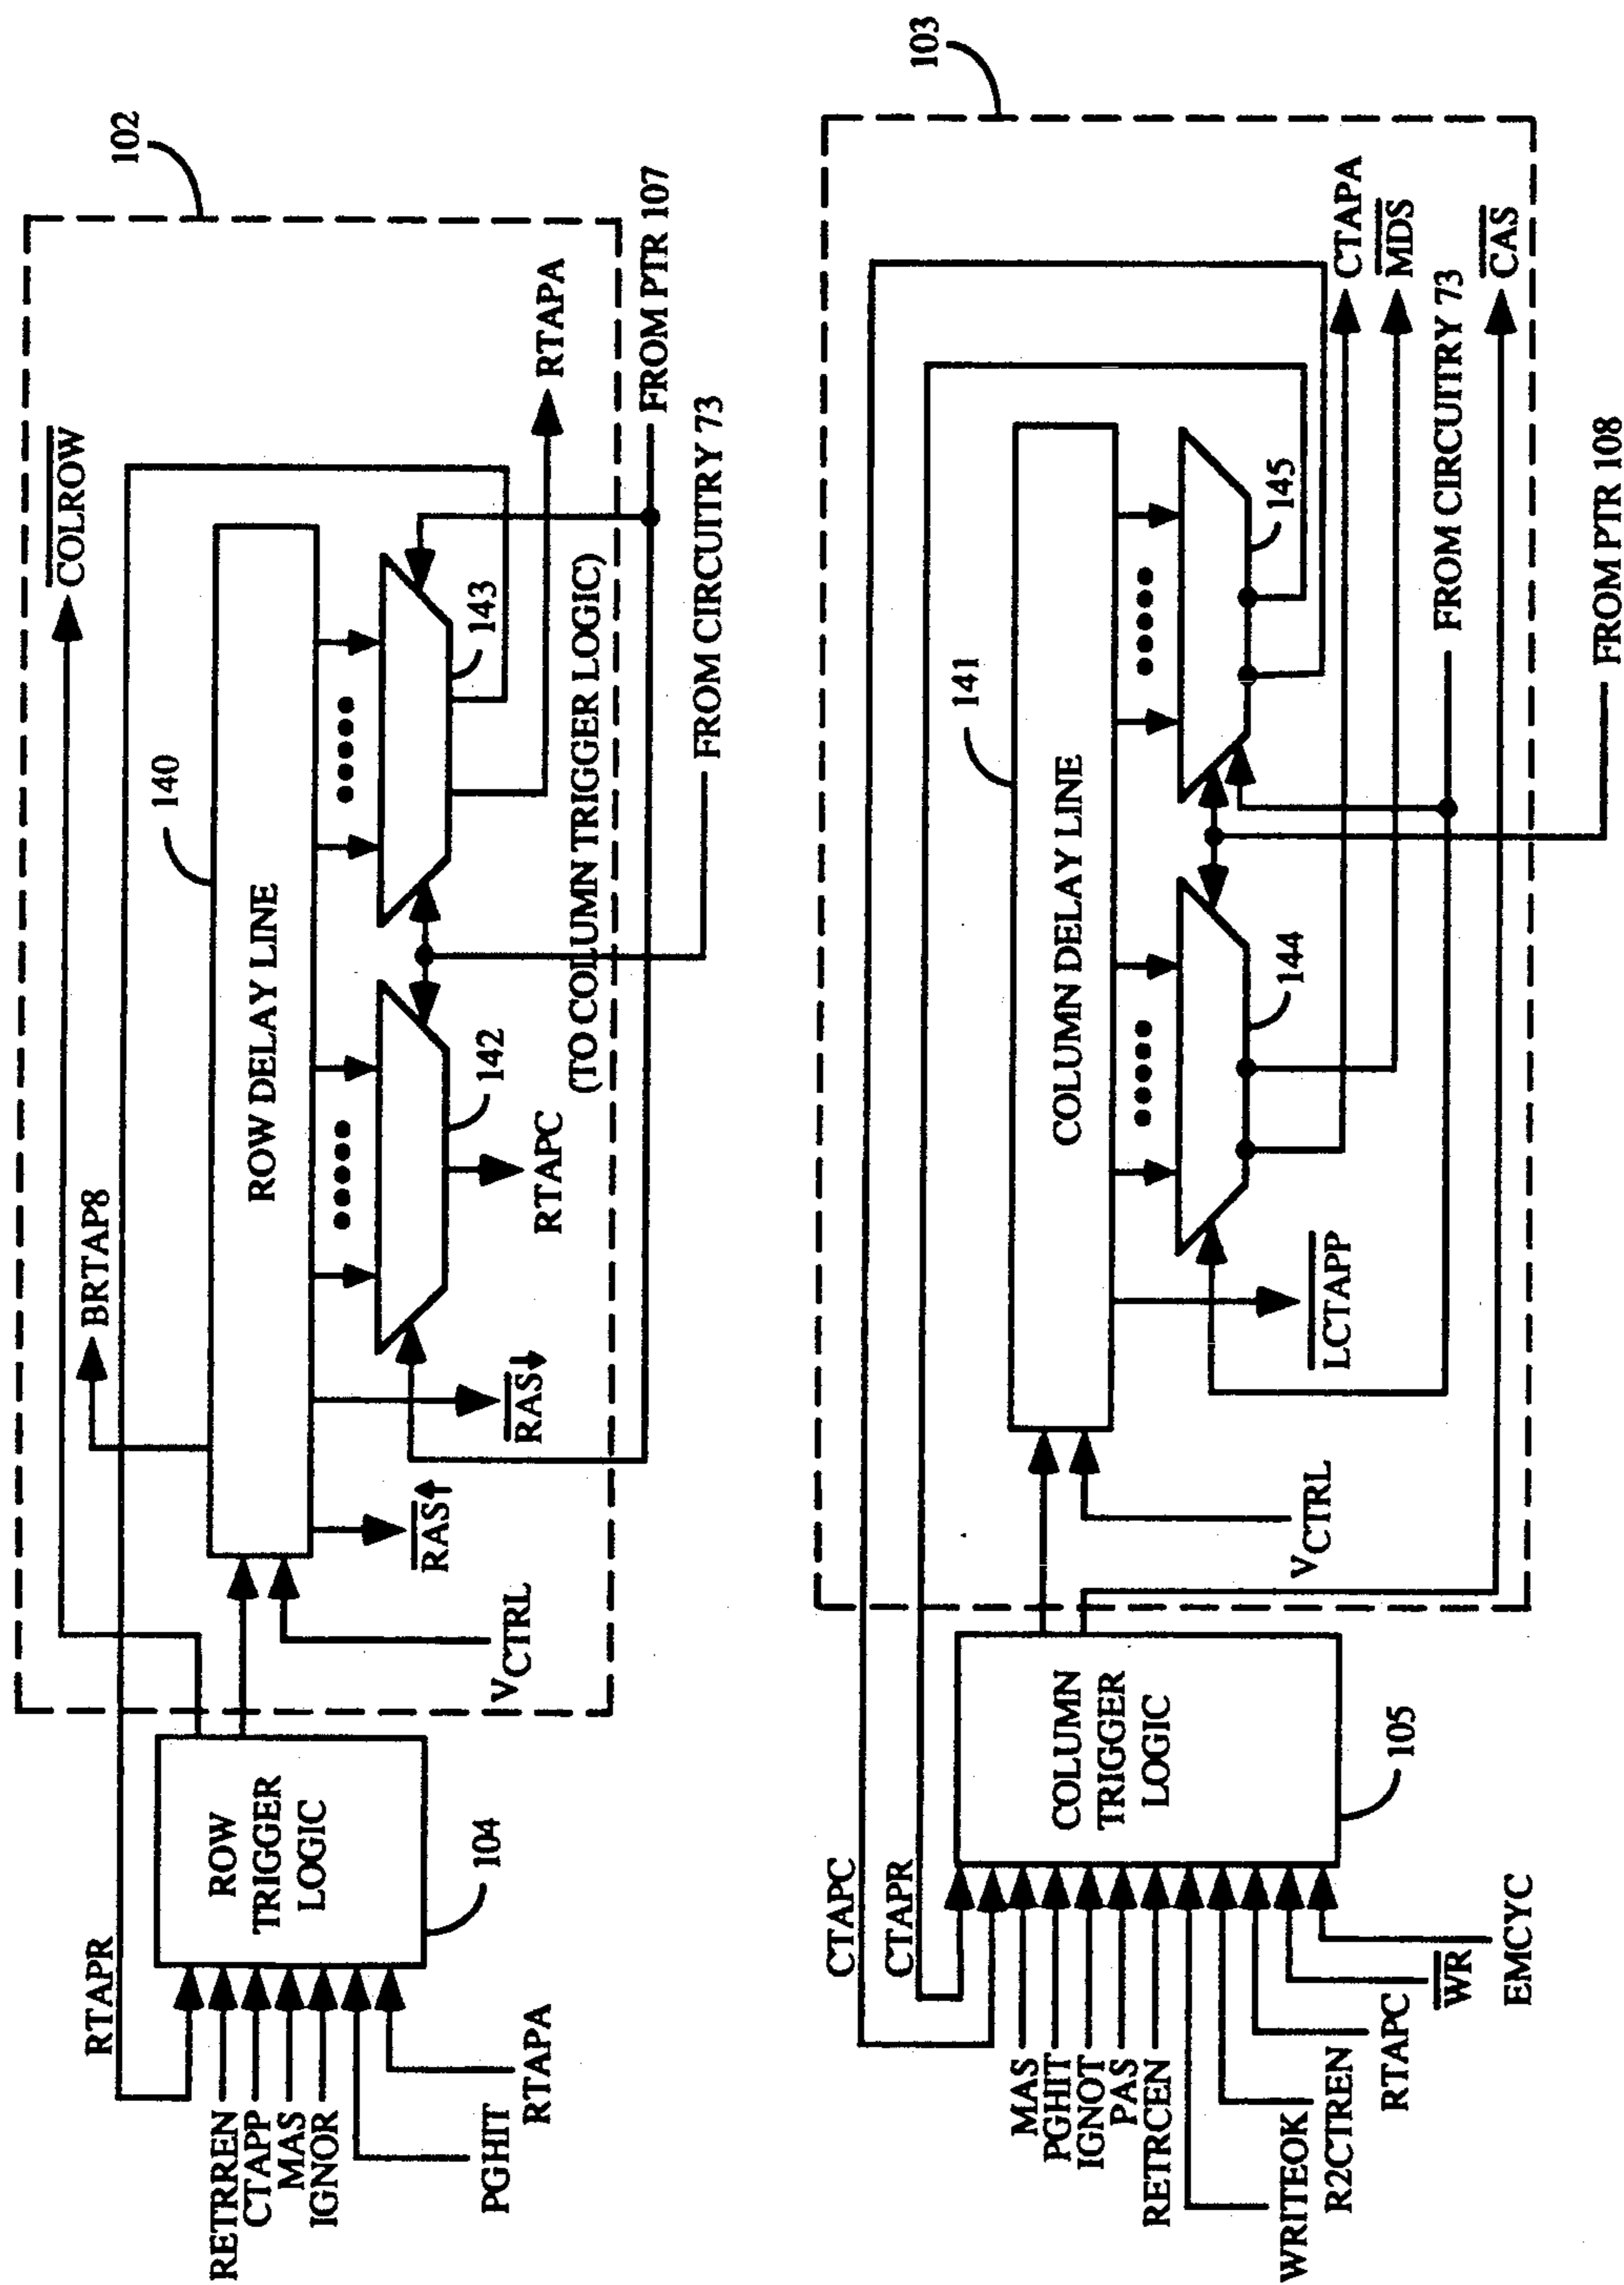 102
COLROW
BRTAP8
140
ROW DELAY LINE
143
142
RTAPA
RTAPC
RAS↑
RAS↓
VCTRL
FROM PTR 107
FROM CIRCUITRY 73
(TO COLUMN TRIGGER LOGIC)
ROW
TRIGGER
LOGIC
104
RTAPR
RETRREN
CTAPP
MAS
IGNOR
PGHIT
RTAPA
103
141
COLUMN DELAY LINE
145
144
CTAPA
MDS
FROM CIRCUITRY 73
CAS
FROM PTR 108
LCTAPP
VCTRL
COLUMN
TRIGGER
LOGIC
105
CTAPC
CTAPR
MAS
PGHIT
IGNOT
PAS
RETRCEN
WRITEOK
R2CTREN
RTAPC
WR
EMCYC